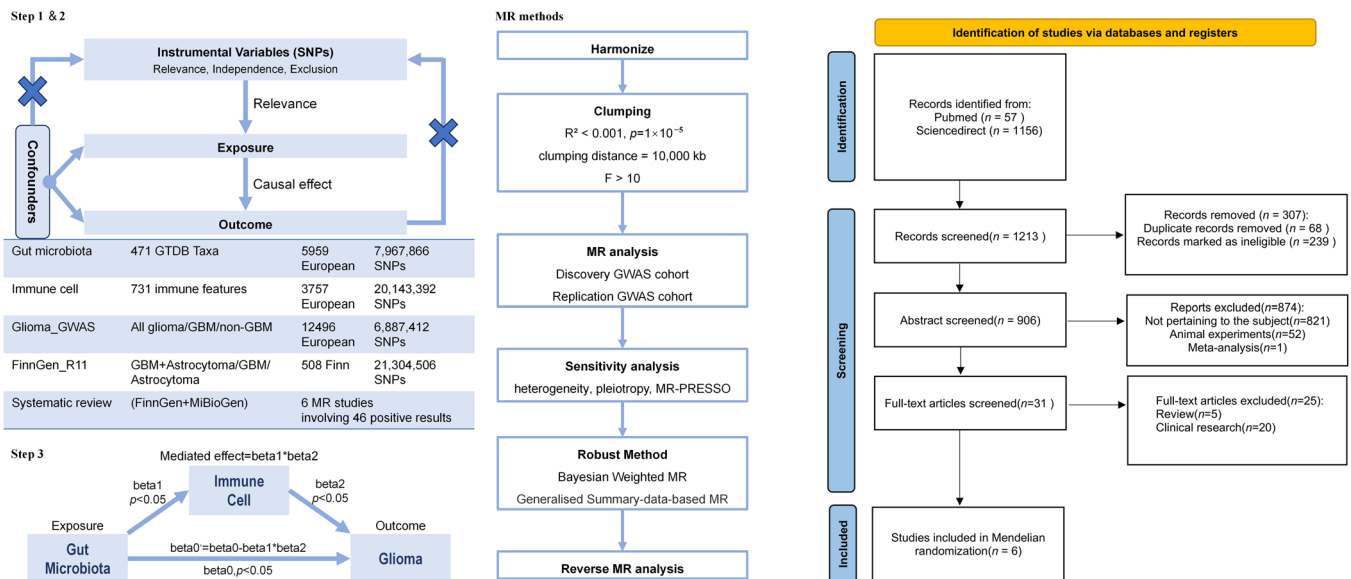 Step 1 & 2
Instrumental Variables (SNPs)
Relevance, Independence, Exclusion
Relevance
Confounders
Exposure
Causal effect
Outcome
Gut microbiota 471 GTDB Taxa 5959 7,967,866
European SNPs
Immune cell 731 immune features 3757 20,143,392
European SNPs
Glioma_GWAS All glioma/GBM/non-GBM 12496 6,887,412
European SNPs
FinnGen_R11 GBM+Astrocytoma/GBM/ 508 Finn 21,304,506
Astrocytoma SNPs
Systematic review (FinnGen+MiBioGen) 6 MR studies
involving 46 positive results
Step 3
Mediated effect=beta1*beta2
beta1
p<0.05
Immune
Cell
beta2
p<0.05
Exposure
Gut
Microbiota
beta0'=beta0-beta1*beta2
beta0,p<0.05
Outcome
Glioma
MR methods
Harmonize
Clumping
R² < 0.001, p=1×10⁻⁵
clumping distance = 10,000 kb
F > 10
MR analysis
Discovery GWAS cohort
Replication GWAS cohort
Sensitivity analysis
heterogeneity, pleiotropy, MR-PRESSO
Robust Method
Bayesian Weighted MR
Generalised Summary-data-based MR
Reverse MR analysis
Identification of studies via databases and registers
Identification
Records identified from:
Pubmed (n = 57 )
Sciencedirect (n = 1156)
Screening
Records screened(n= 1213 )
Records removed (n = 307):
Duplicate records removed (n = 68 )
Records marked as ineligible (n =239 )
Abstract screened(n = 906)
Reports excluded(n=874):
Not pertaining to the subject(n=821)
Animal experiments(n=52)
Meta-analysis(n=1)
Full-text articles screened(n=31 )
Full-text articles excluded(n=25):
Review(n=5)
Clinical research(n=20)
Included
Studies included in Mendelian
randomization(n= 6)